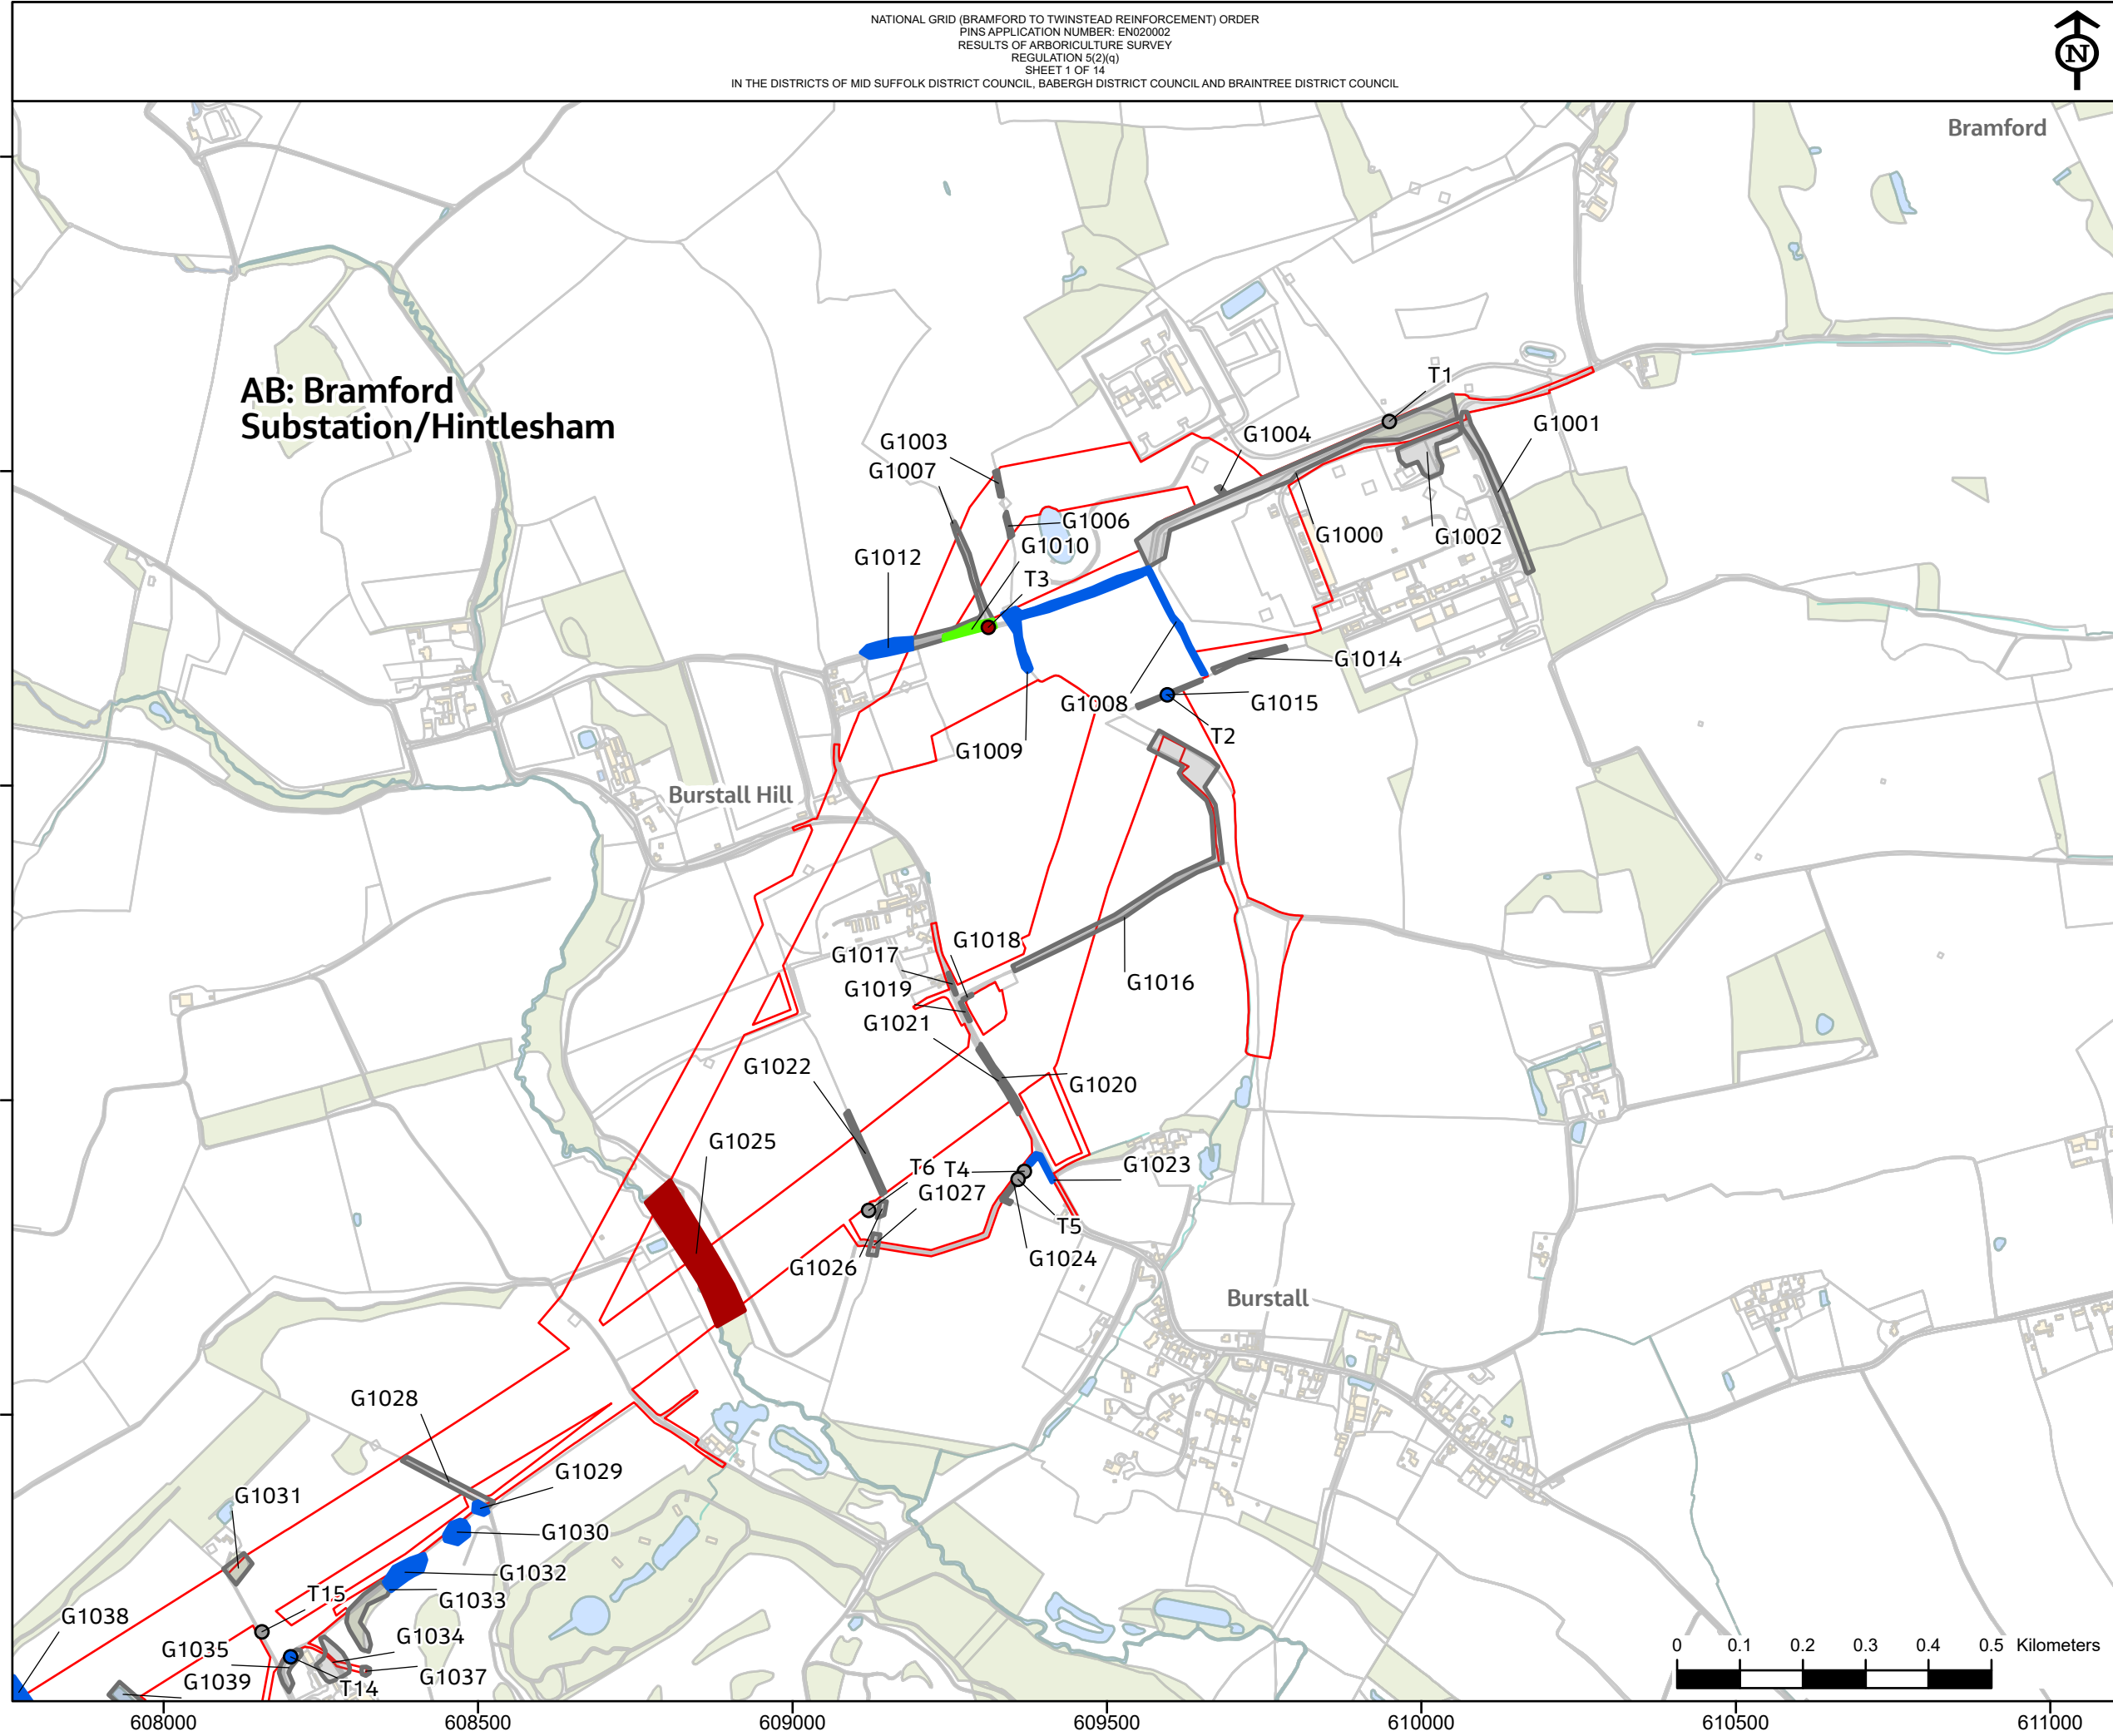 NATIONAL GRID (BRAMFORD TO TWINSTEAD REINFORCEMENT) ORDER
PINS APPLICATION NUMBER: EN020002
RESULTS OF ARBORICULTURE SURVEY
REGULATION 5(2)(q)
SHEET 1 OF 14
IN THE DISTRICTS OF MID SUFFOLK DISTRICT COUNCIL, BABERGH DISTRICT COUNCIL AND BRAINTREE DISTRICT COUNCIL
N
Bramford
AB: Bramford
Substation/Hintlesham
T1
G1001
G1004
G1003
G1007
G1006
G1000
G1002
G1010
G1012
T3
G1014
G1008
G1015
T2
G1009
Burstall Hill
G1018
G1017
G1016
G1019
G1021
G1022
G1020
G1025
G1023
T6
T4
G1027
T5
G1024
G1026
Burstall
G1028
G1029
G1031
G1030
G1032
T15
G1033
G1038
G1034
G1035
G1037
G1039
T14
0 0.1 0.2 0.3 0.4 0.5 Kilometers
608000 608500 609000 609500 610000 610500 611000